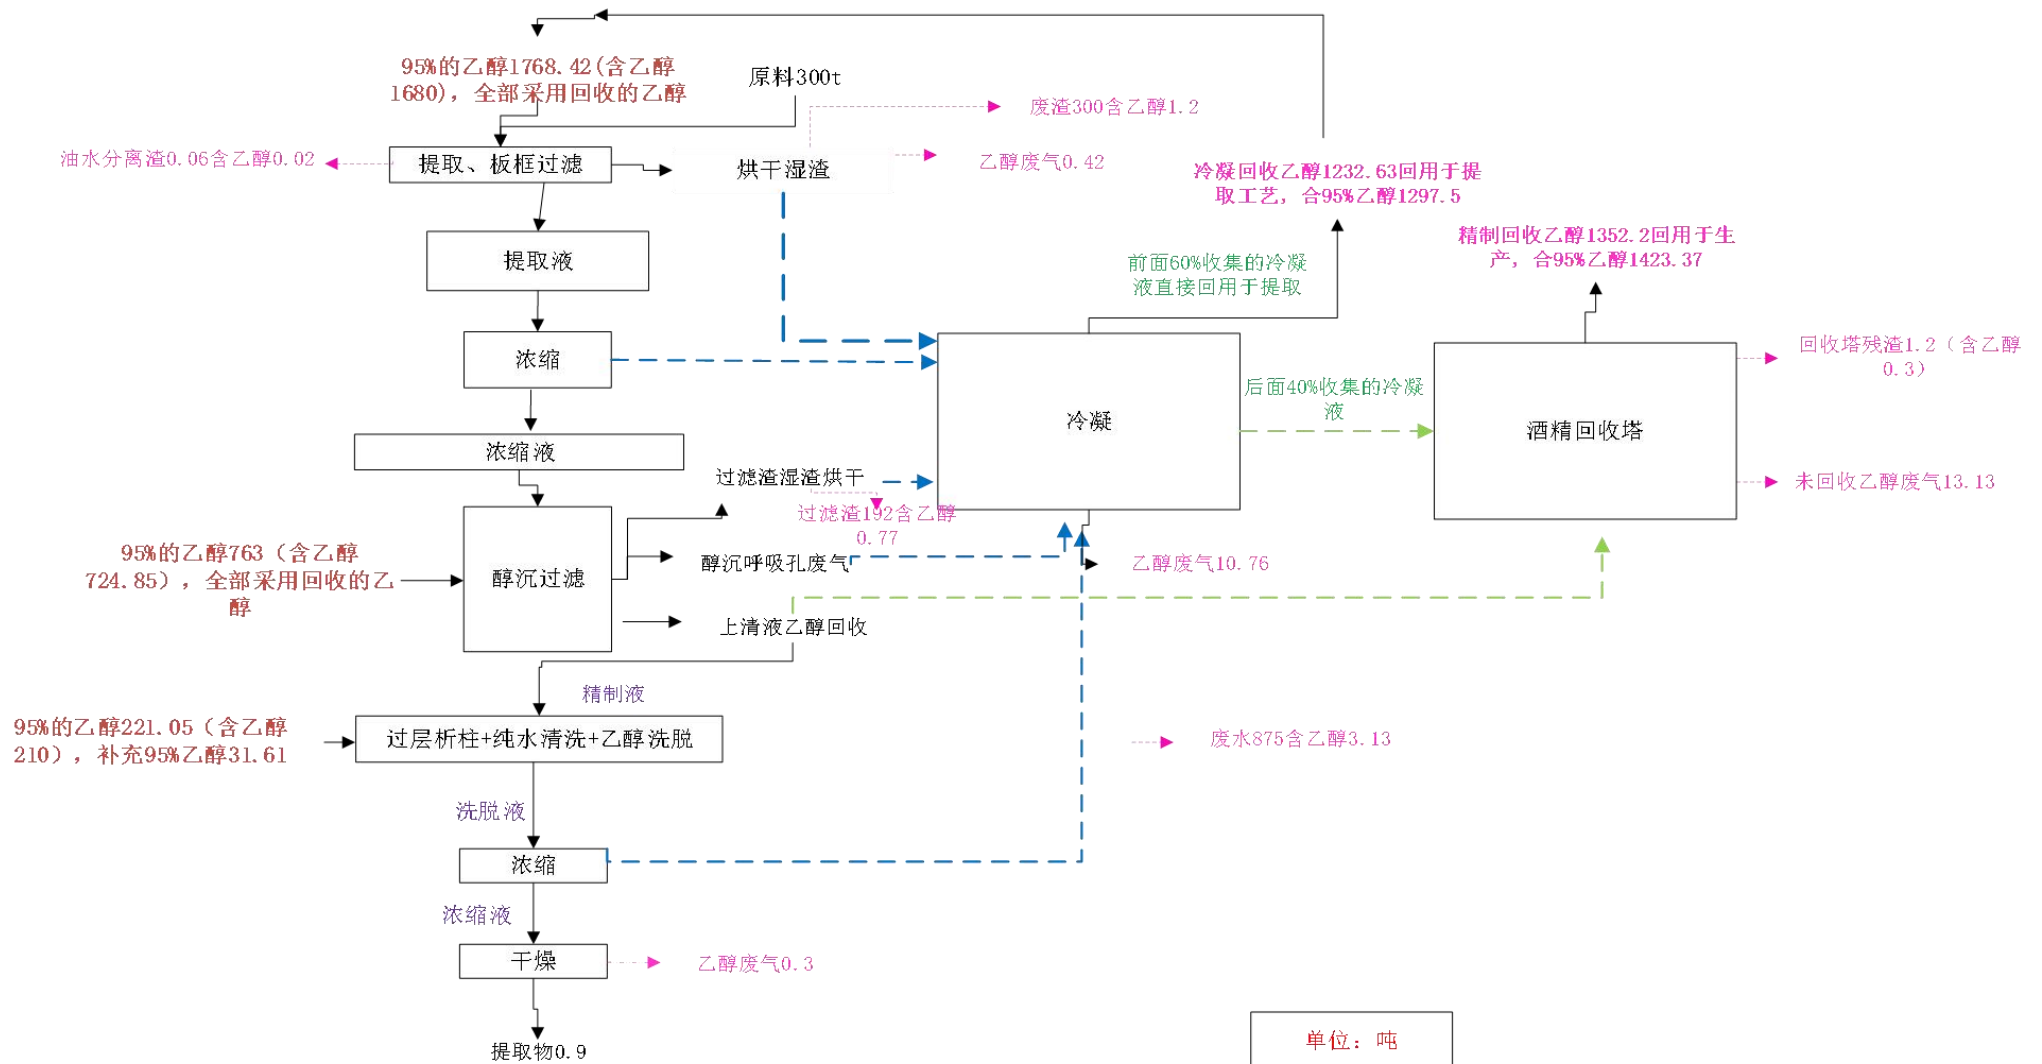 95%的乙醇1768.42(含乙醇
1680)，全部采用回收的乙醇
原料300t
废渣300含乙醇1.2
油水分离渣0.06含乙醇0.02
提取、板框过滤
烘干湿渣
乙醇废气0.42
冷凝回收乙醇1232.63回用于提
取工艺，合95%乙醇1297.5
精制回收乙醇1352.2回用于生
产，合95%乙醇1423.37
提取液
前面60%收集的冷凝
液直接回用于提取
浓缩
冷凝
后面40%收集的冷凝
液
酒精回收塔
回收塔残渣1.2（含乙醇
0.3）
浓缩液
过滤渣湿渣烘干
未回收乙醇废气13.13
过滤渣192含乙醇
0.77
95%的乙醇763（含乙醇
724.85），全部采用回收的乙
醇
醇沉过滤
醇沉呼吸孔废气
乙醇废气10.76
上清液乙醇回收
精制液
95%的乙醇221.05（含乙醇
210），补充95%乙醇31.61
过层析柱+纯水清洗+乙醇洗脱
废水875含乙醇3.13
洗脱液
浓缩
浓缩液
干燥
乙醇废气0.3
提取物0.9
单位：吨